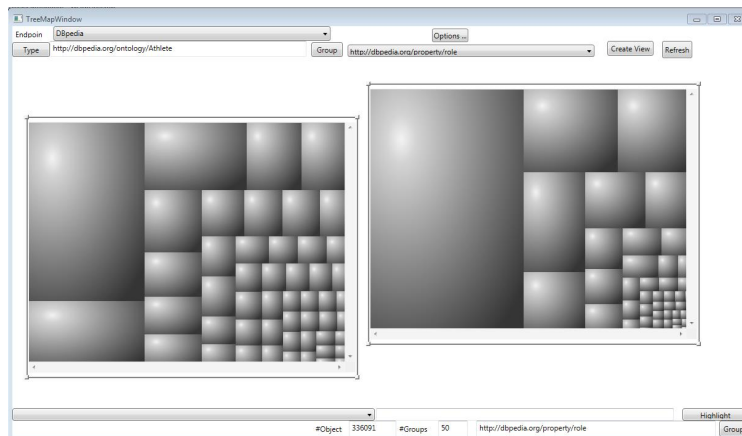 TreeMapWindow
Endpoin DBpedia Options ...
Type http://dbpedia.org/ontology/Athlete Group http://dbpedia.org/property/role Create View Refresh
Highlight
#Object 336091 #Groups 50 http://dbpedia.org/property/role Group